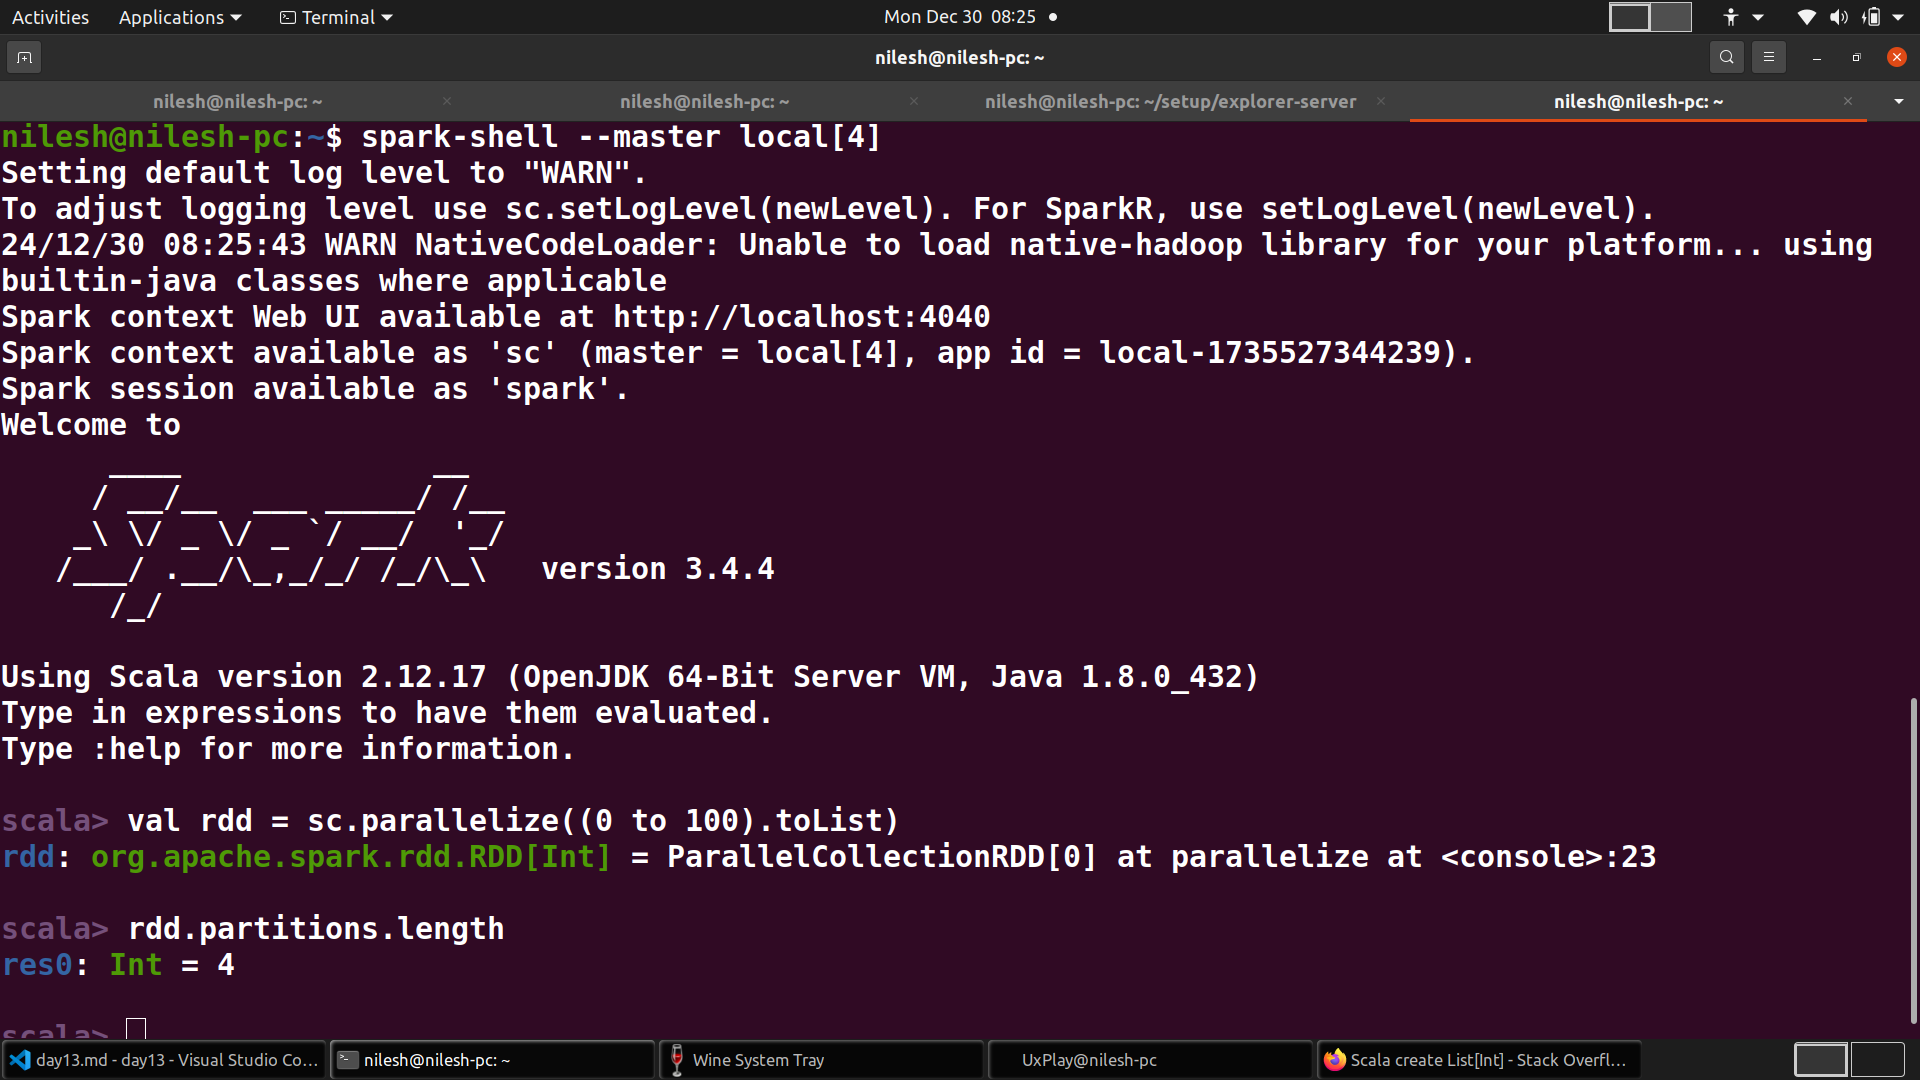 Activities Applications Terminal Mon Dec 30 08:25
nilesh@nilesh-pc: ~
nilesh@nilesh-pc: ~ nilesh@nilesh-pc: ~ nilesh@nilesh-pc: ~/setup/explorer-server nilesh@nilesh-pc: ~
nilesh@nilesh-pc:~$ spark-shell --master local[4]
Setting default log level to "WARN".
To adjust logging level use sc.setLogLevel(newLevel). For SparkR, use setLogLevel(newLevel).
24/12/30 08:25:43 WARN NativeCodeLoader: Unable to load native-hadoop library for your platform... using
builtin-java classes where applicable
Spark context Web UI available at http://localhost:4040
Spark context available as 'sc' (master = local[4], app id = local-1735527344239).
Spark session available as 'spark'.
Welcome to
      ____              __
     / __/__  ___ _____/ /__
    _\ \/ _ \/ _ `/ __/  '_/
   /___/ .__/\_,_/_/ /_/\_\   version 3.4.4
      /_/
Using Scala version 2.12.17 (OpenJDK 64-Bit Server VM, Java 1.8.0_432)
Type in expressions to have them evaluated.
Type :help for more information.
scala> val rdd = sc.parallelize((0 to 100).toList)
rdd: org.apache.spark.rdd.RDD[Int] = ParallelCollectionRDD[0] at parallelize at <console>:23
scala> rdd.partitions.length
res0: Int = 4
scala>
day13.md - day13 - Visual Studio Co... nilesh@nilesh-pc: ~ Wine System Tray UxPlay@nilesh-pc Scala create List[Int] - Stack Overfl...